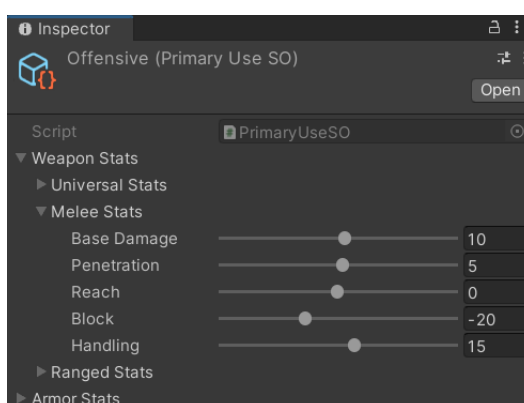 Inspector
Offensive (Primary Use SO)
Open
Script PrimaryUseSO
Weapon Stats
Universal Stats
Melee Stats
Base Damage 10
Penetration 5
Reach 0
Block -20
Handling 15
Ranged Stats
Armor Stats